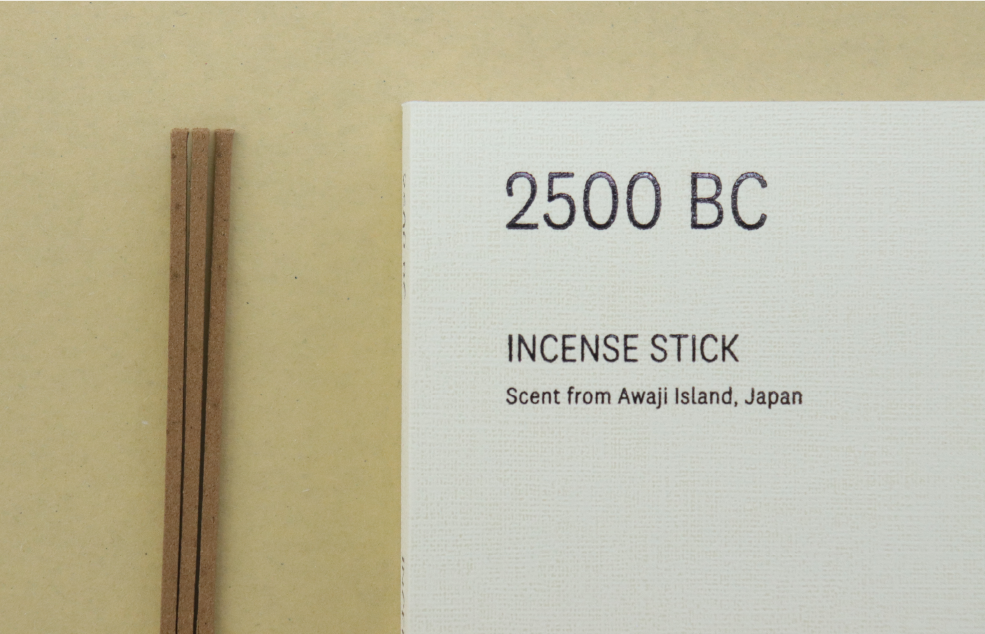 2500 BC
INCENSE STICK
Scent from Awaji Island, Japan